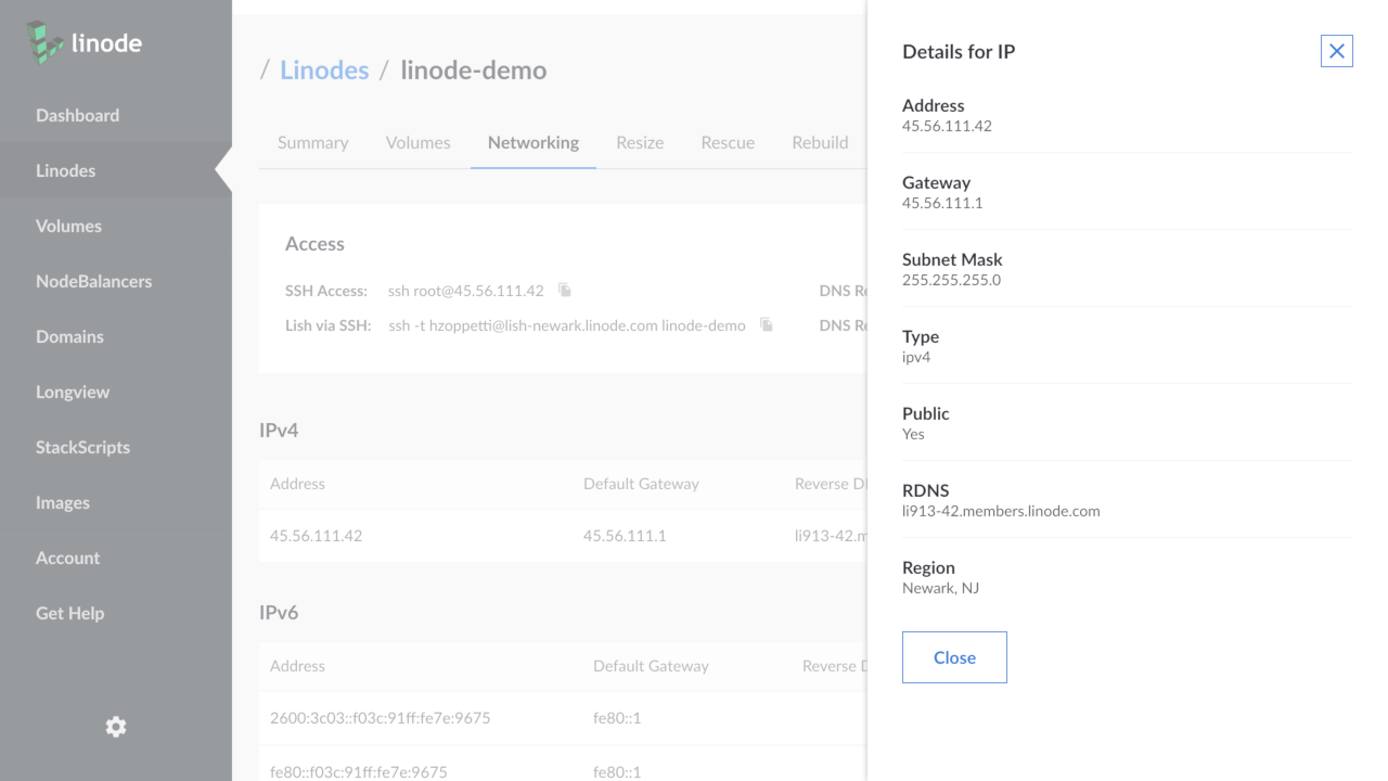 linode
Dashboard
Linodes
Volumes
NodeBalancers
Domains
Longview
StackScripts
Images
Account
Get Help
/ Linodes / linode-demo
Summary Volumes Networking Resize Rescue Rebuild
Access
SSH Access: ssh root@45.56.111.42 DNS Re
Lish via SSH: ssh -t hzoppetti@lish-newark.linode.com linode-demo DNS Re
IPv4
Address Default Gateway Reverse D
45.56.111.42 45.56.111.1 li913-42.m
IPv6
Address Default Gateway Reverse D
2600:3c03::f03c:91ff:fe7e:9675 fe80::1
fe80::f03c:91ff:fe7e:9675 fe80::1
Details for IP
Address
45.56.111.42
Gateway
45.56.111.1
Subnet Mask
255.255.255.0
Type
ipv4
Public
Yes
RDNS
li913-42.members.linode.com
Region
Newark, NJ
Close